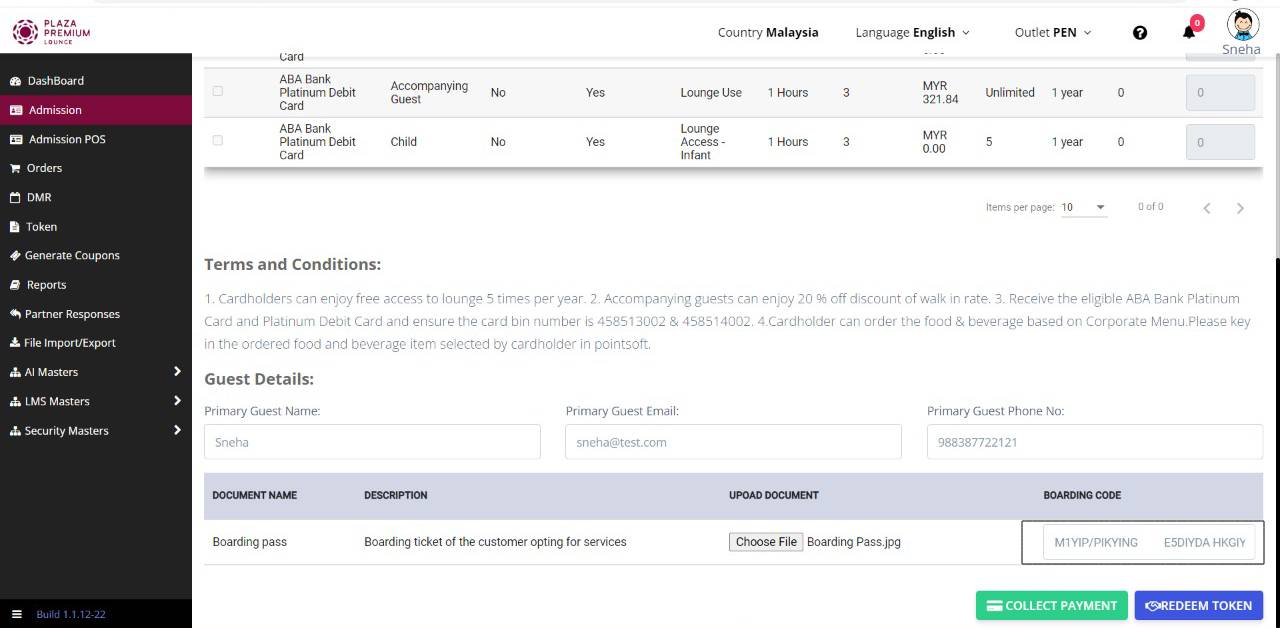 PLAZA
PREMIUM
LOUNGE
Country Malaysia
Language English
Outlet PEN
0
Sneha
DashBoard
Admission
Admission POS
Orders
DMR
Token
Generate Coupons
Reports
Partner Responses
File Import/Export
AI Masters
LMS Masters
Security Masters
Build 1.1.12-22
Card
ABA Bank Platinum Debit Card Accompanying Guest No Yes Lounge Use 1 Hours 3 MYR 321.84 Unlimited 1 year 0 0
ABA Bank Platinum Debit Card Child No Yes Lounge Access - Infant 1 Hours 3 MYR 0.00 5 1 year 0 0
Items per page: 10 0 of 0
Terms and Conditions:
1. Cardholders can enjoy free access to lounge 5 times per year. 2. Accompanying guests can enjoy 20 % off discount of walk in rate. 3. Receive the eligible ABA Bank Platinum
Card and Platinum Debit Card and ensure the card bin number is 458513002 & 458514002. 4.Cardholder can order the food & beverage based on Corporate Menu.Please key
in the ordered food and beverage item selected by cardholder in pointsoft.
Guest Details:
Primary Guest Name: Primary Guest Email: Primary Guest Phone No:
Sneha sneha@test.com 988387722121
DOCUMENT NAME DESCRIPTION UPOAD DOCUMENT BOARDING CODE
Boarding pass Boarding ticket of the customer opting for services Choose File Boarding Pass.jpg M1YIP/PIKYING E5DIYDA HKGIY
COLLECT PAYMENT REDEEM TOKEN